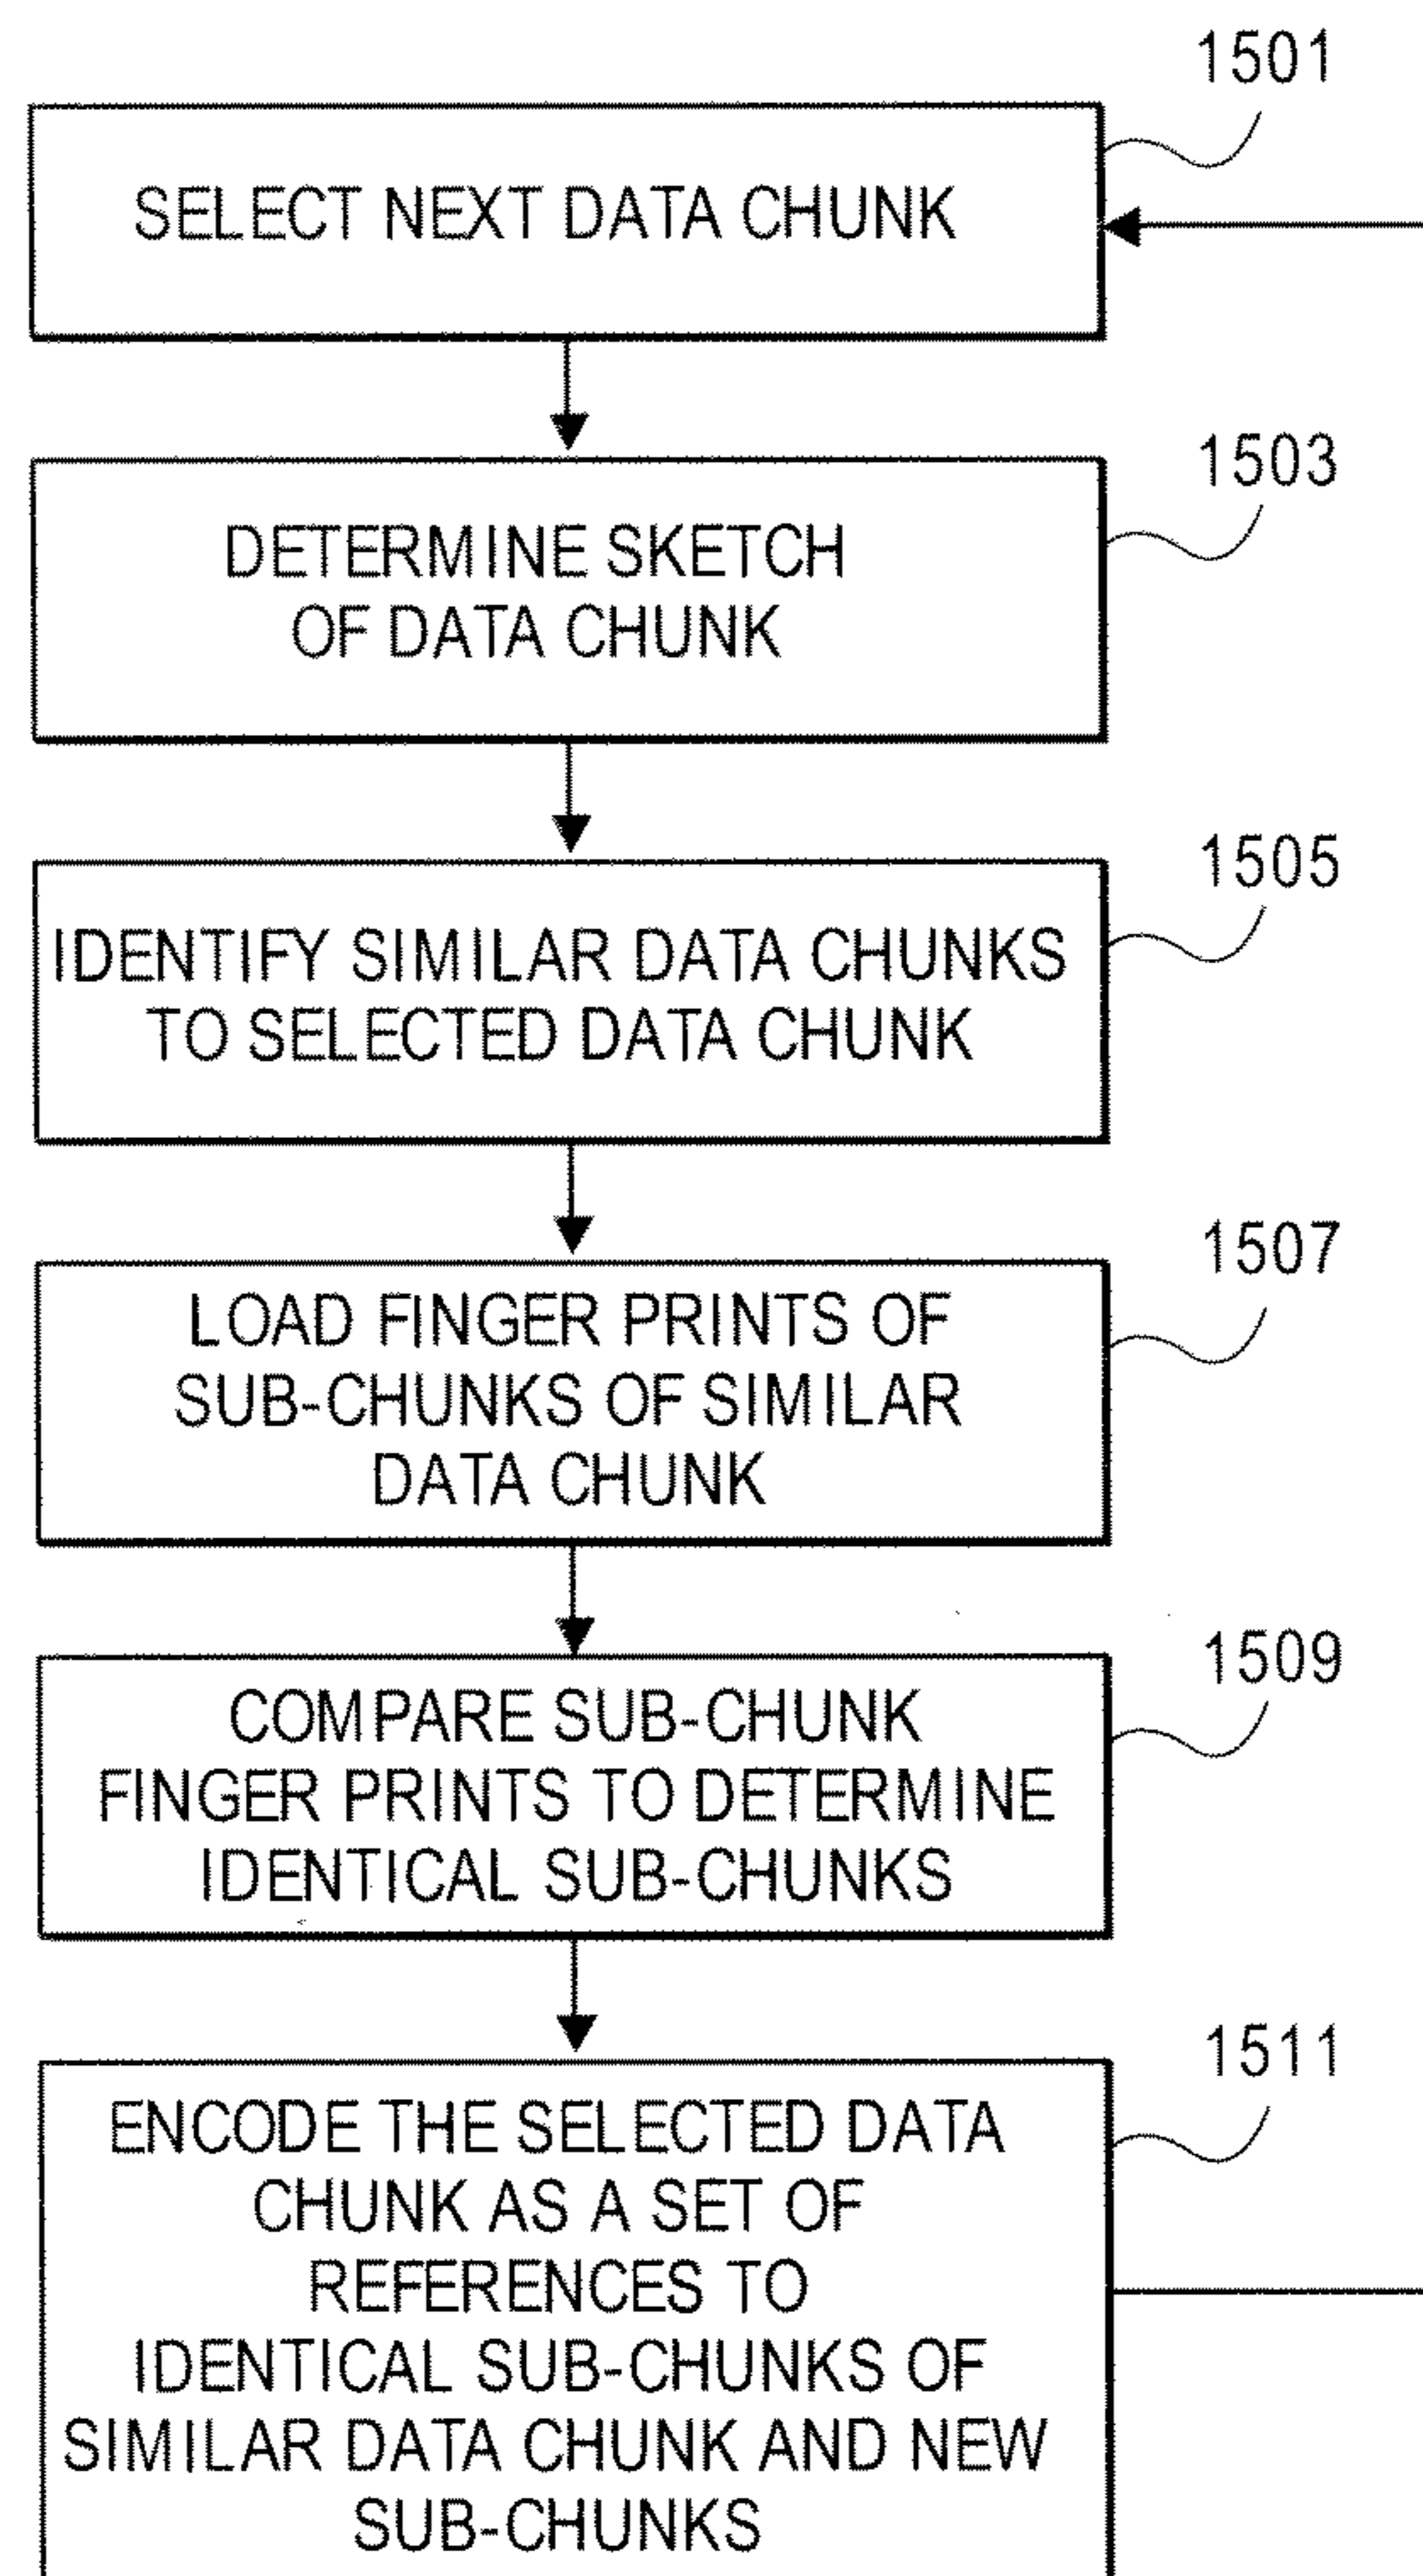 1501
SELECT NEXT DATA CHUNK
1503
DETERMINE SKETCH
OF DATA CHUNK
1505
IDENTIFY SIMILAR DATA CHUNKS
TO SELECTED DATA CHUNK
1507
LOAD FINGER PRINTS OF
SUB-CHUNKS OF SIMILAR
DATA CHUNK
1509
COMPARE SUB-CHUNK
FINGER PRINTS TO DETERMINE
IDENTICAL SUB-CHUNKS
1511
ENCODE THE SELECTED DATA
CHUNK AS A SET OF
REFERENCES TO
IDENTICAL SUB-CHUNKS OF
SIMILAR DATA CHUNK AND NEW
SUB-CHUNKS